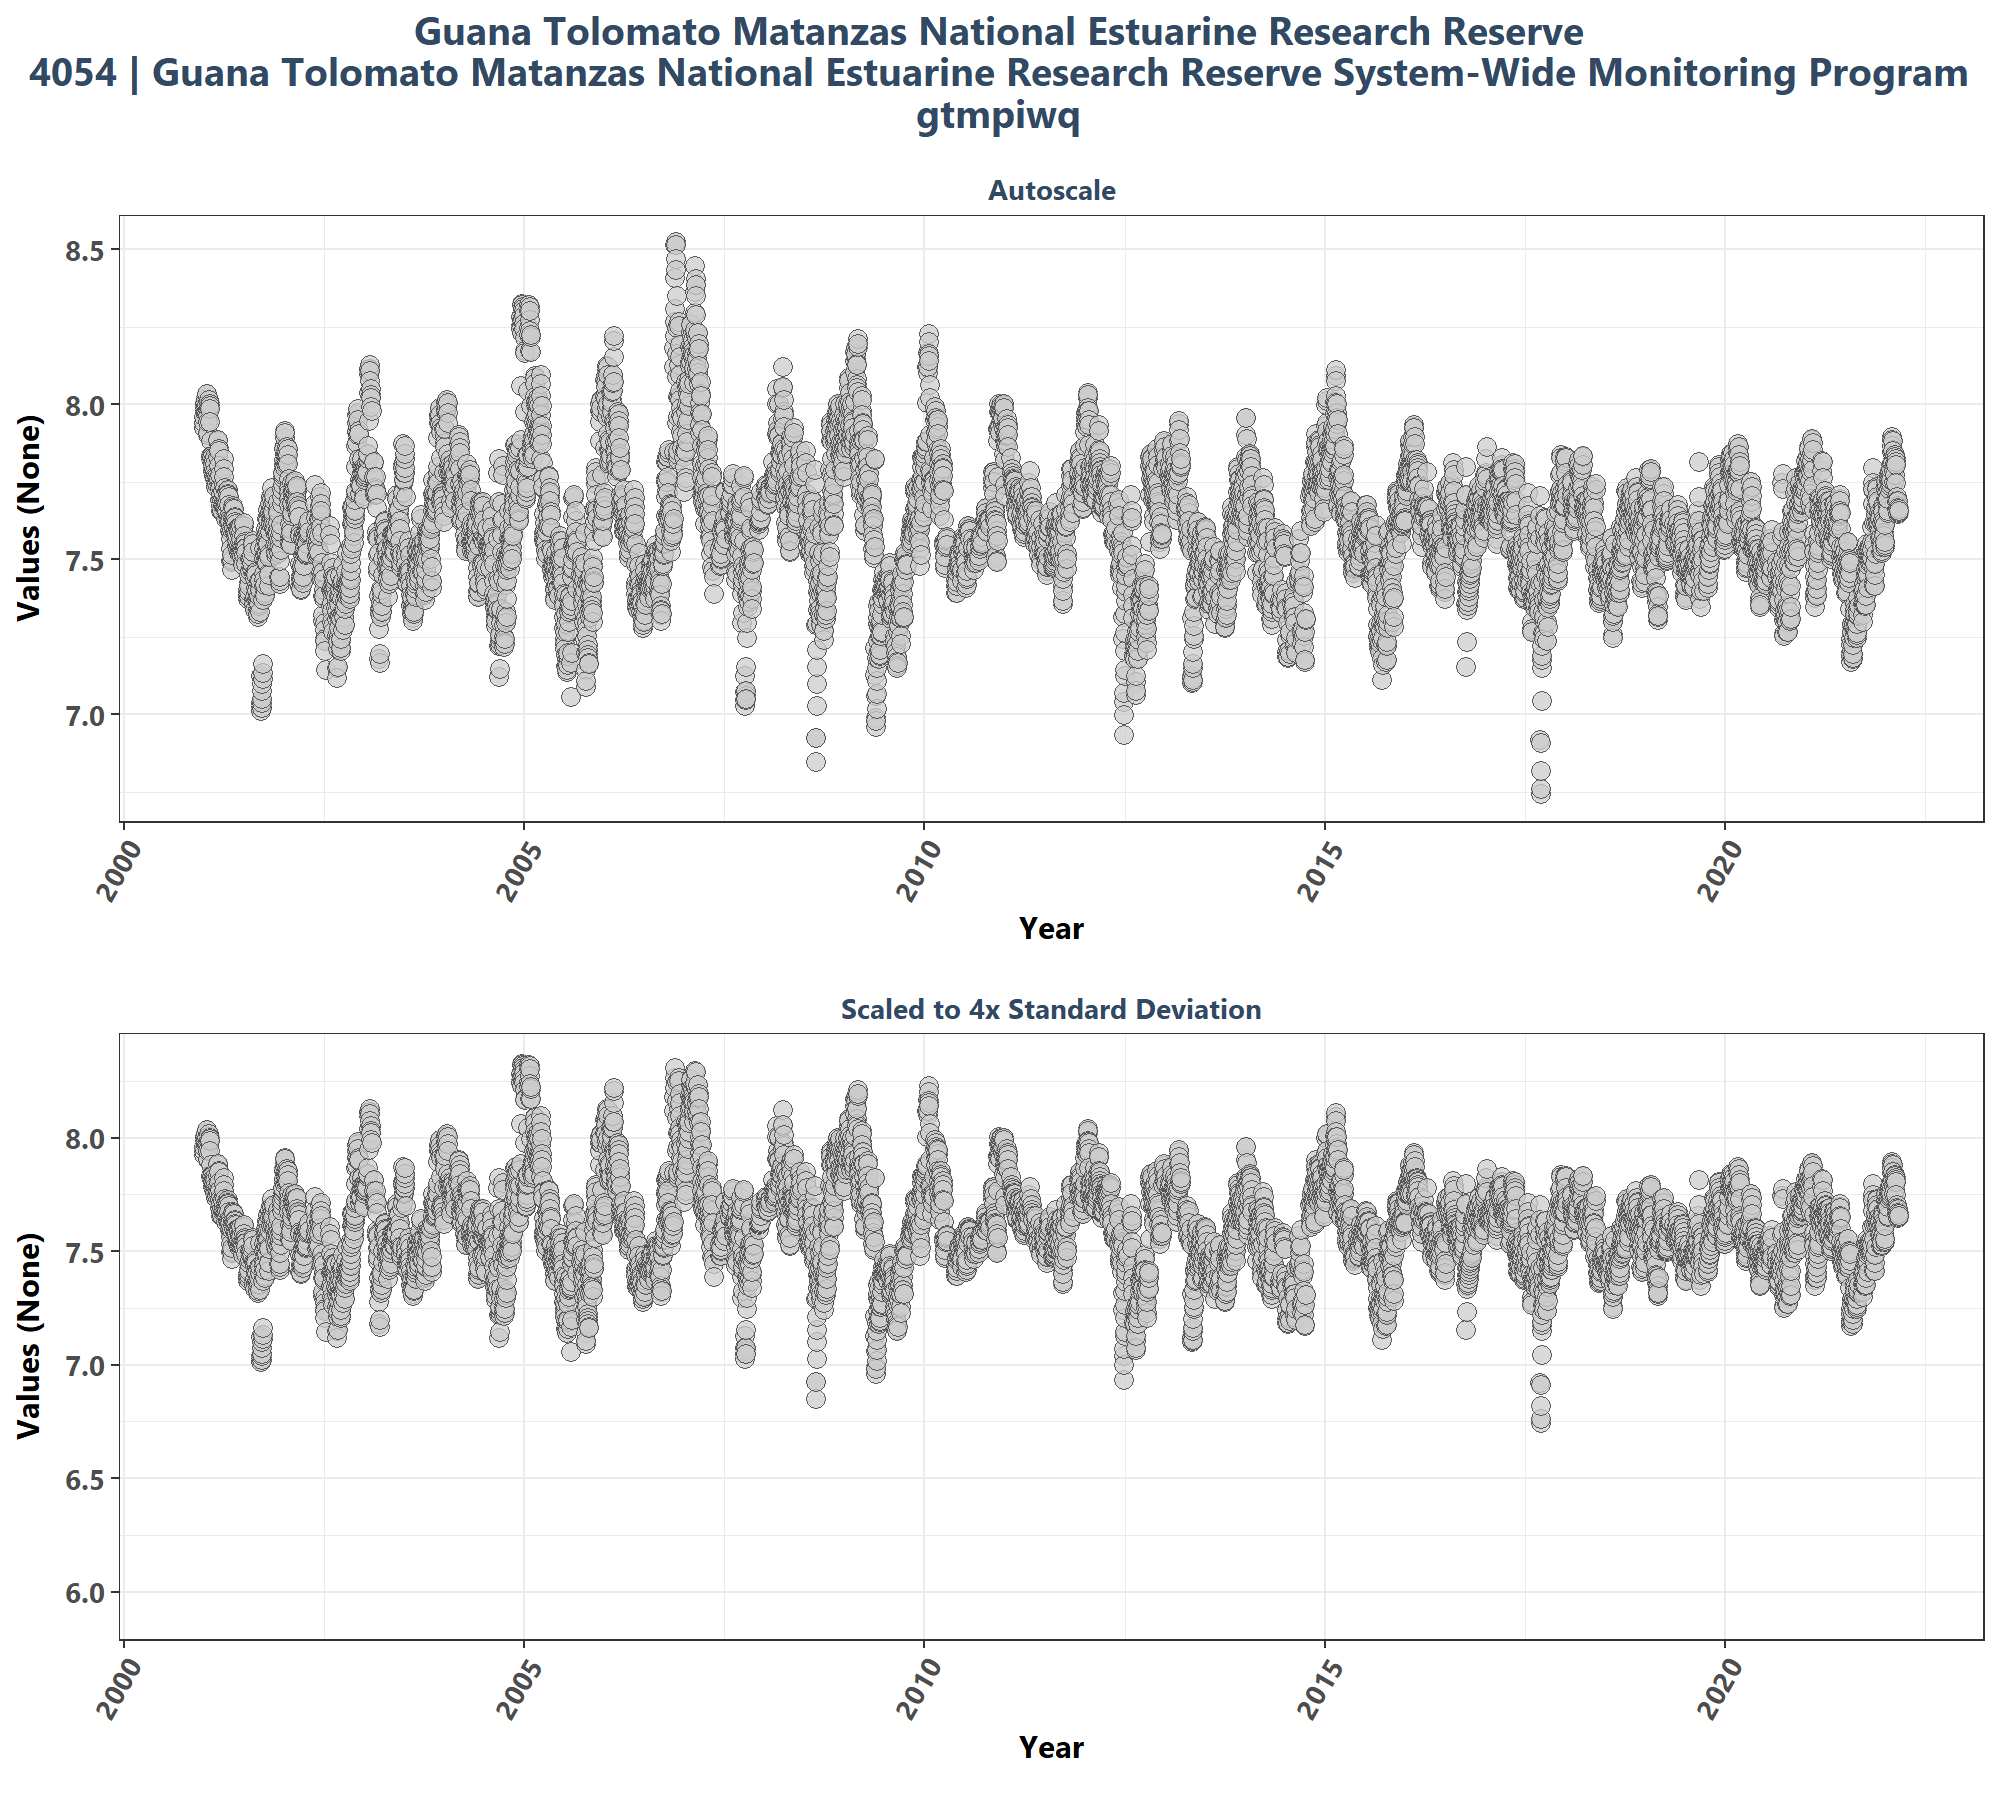 Guana Tolomato Matanzas National Estuarine Research Reserve
4054 | Guana Tolomato Matanzas National Estuarine Research Reserve System-Wide Monitoring Program
gtmpiwq
Autoscale
8.5
8.0
7.5
7.0
Values (None)
2000 2005 2010 2015 2020
Year
Scaled to 4x Standard Deviation
8.0
7.5
7.0
6.5
6.0
Values (None)
2000 2005 2010 2015 2020
Year